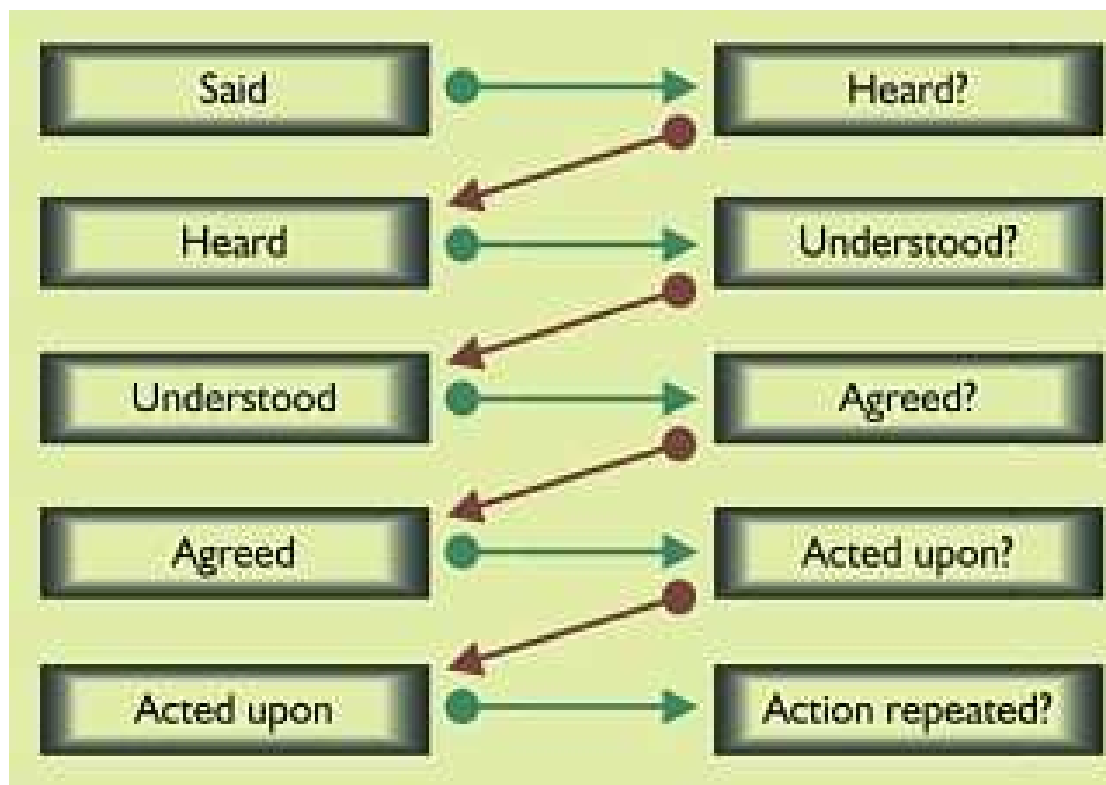 Said
Heard?
Heard
Understood?
Understood
Agreed?
Agreed
Acted upon?
Acted upon
Action repeated?